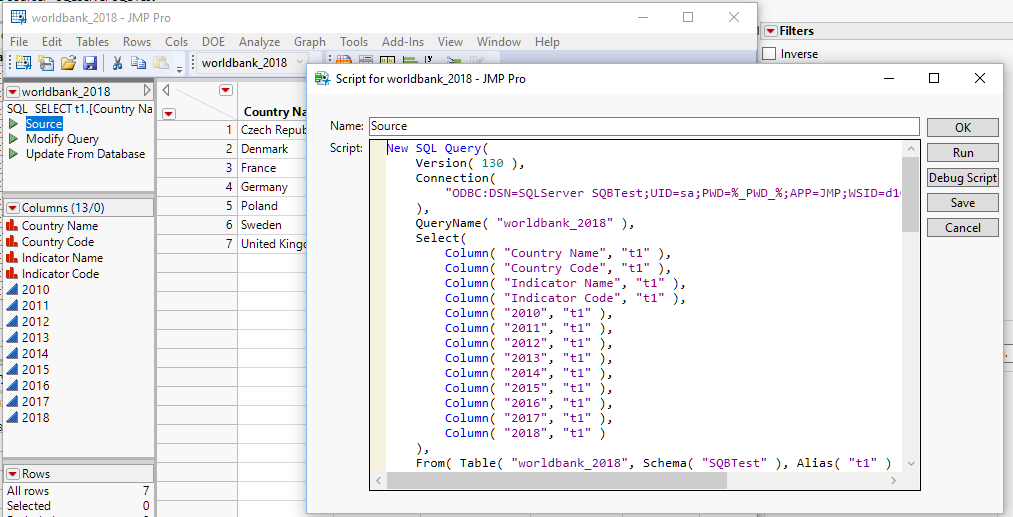 worldbank_2018 - JMP Pro
File Edit Tables Rows Cols DOE Analyze Graph Tools Add-Ins View Window Help
worldbank_2018
Filters
Inverse
worldbank_2018
SQL SELECT t1.[Country Na
Source
Modify Query
Update From Database
Columns (13/0)
Country Name
Country Code
Indicator Name
Indicator Code
2010
2011
2012
2013
2014
2015
2016
2017
2018
Rows
All rows 7
Selected 0
Country Na
1 Czech Repub
2 Denmark
3 France
4 Germany
5 Poland
6 Sweden
7 United Kingd
Script for worldbank_2018 - JMP Pro
Name: Source
Script:
New SQL Query(
Version( 130 ),
Connection(
"ODBC:DSN=SQLServer SQBTest;UID=sa;PWD=%_PWD_%;APP=JMP;WSID=d1
),
QueryName( "worldbank_2018" ),
Select(
Column( "Country Name", "t1" ),
Column( "Country Code", "t1" ),
Column( "Indicator Name", "t1" ),
Column( "Indicator Code", "t1" ),
Column( "2010", "t1" ),
Column( "2011", "t1" ),
Column( "2012", "t1" ),
Column( "2013", "t1" ),
Column( "2014", "t1" ),
Column( "2015", "t1" ),
Column( "2016", "t1" ),
Column( "2017", "t1" ),
Column( "2018", "t1" )
),
From( Table( "worldbank_2018", Schema( "SQBTest" ), Alias( "t1" )
OK
Run
Debug Script
Save
Cancel